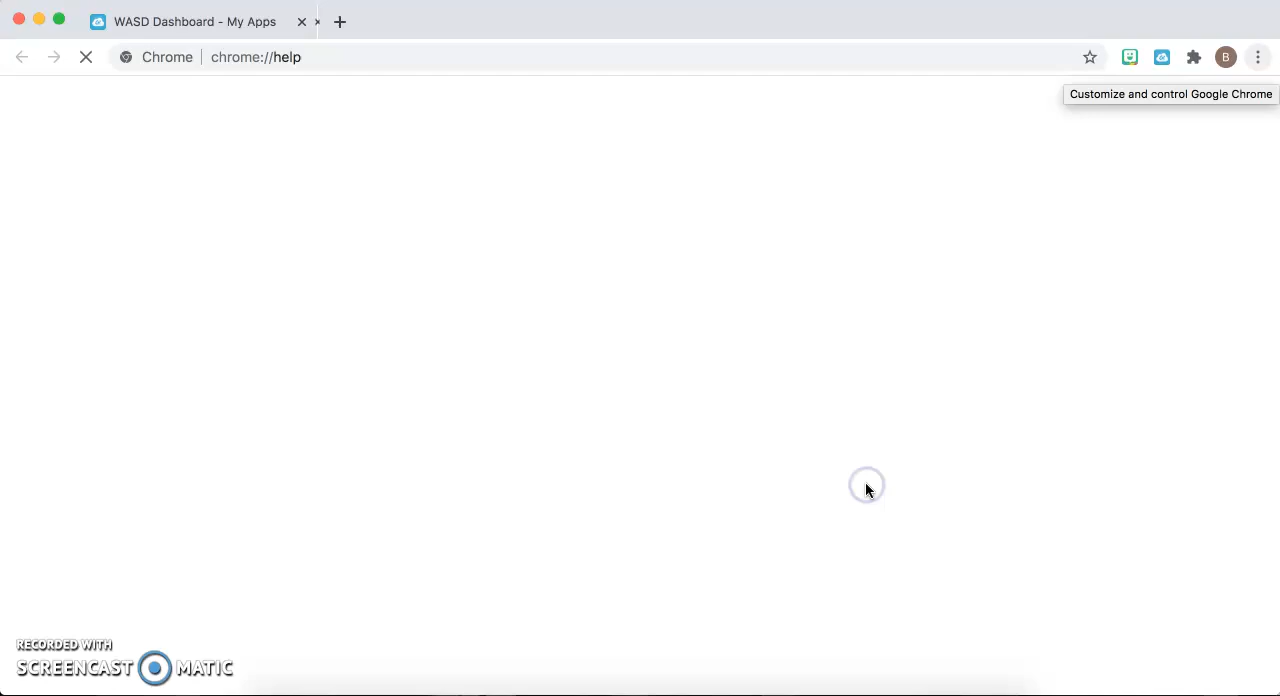 WASD Dashboard - My Apps
Chrome | chrome://help
B
Customize and control Google Chrome
RECORDED WITH
SCREENCAST MATIC